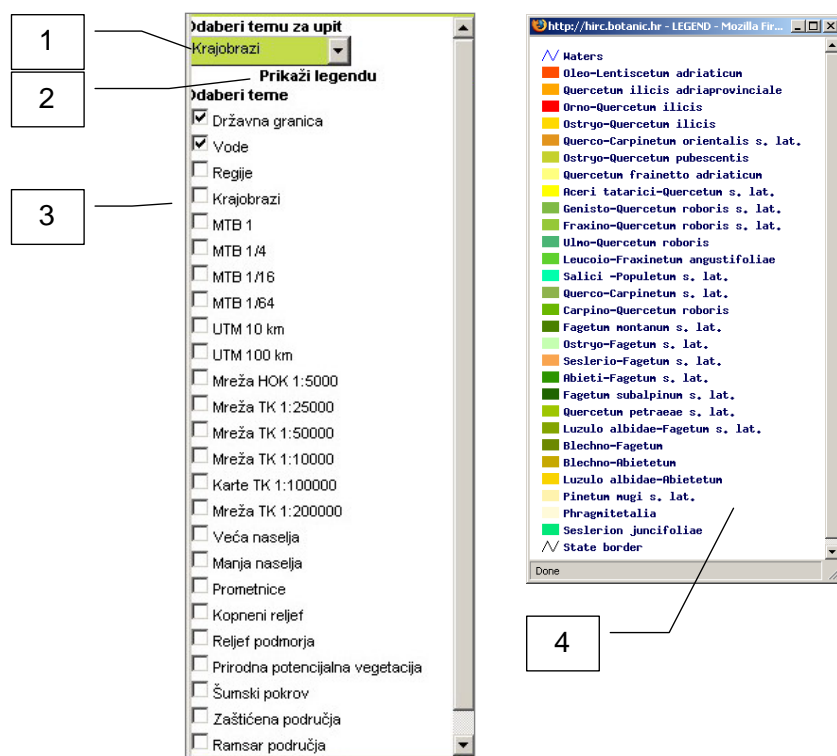 1
2
3
Odaberi temu za upit
Krajobrazi
Prikaži legendu
Odaberi teme
Državna granica
Vode
Regije
Krajobrazi
MTB 1
MTB 1/4
MTB 1/16
MTB 1/64
UTM 10 km
UTM 100 km
Mreža HOK 1:5000
Mreža TK 1:25000
Mreža TK 1:50000
Mreža TK 1:10000
Karte TK 1:100000
Mreža TK 1:200000
Veća naselja
Manja naselja
Prometnice
Kopneni reljef
Reljef podmorja
Prirodna potencijalna vegetacija
Šumski pokrov
Zaštićena područja
Ramsar područja
http://hirc.botanic.hr - LEGEND - Mozilla Fir...
Waters
Oleo-Lentiscetum adriaticum
Quercetum ilicis adriaprovinciale
Orno-Quercetum ilicis
Ostryo-Quercetum ilicis
Querco-Carpinetum orientalis s. lat.
Ostryo-Quercetum pubescentis
Quercetum frainetto adriaticum
Aceri tatarici-Quercetum s. lat.
Genisto-Quercetum roboris s. lat.
Fraxino-Quercetum roboris s. lat.
Ulmo-Quercetum roboris
Leucoio-Fraxinetum angustifoliae
Salici -Populetum s. lat.
Querco-Carpinetum s. lat.
Carpino-Quercetum roboris
Fagetum montanum s. lat.
Ostryo-Fagetum s. lat.
Seslerio-Fagetum s. lat.
Abieti-Fagetum s. lat.
Fagetum subalpinum s. lat.
Quercetum petraeae s. lat.
Luzulo albidae-Fagetum s. lat.
Blechno-Fagetum
Blechno-Abietetum
Luzulo albidae-Abietetum
Pinetum mugi s. lat.
Phragmitetalia
Seslerion juncifoliae
State border
Done
4